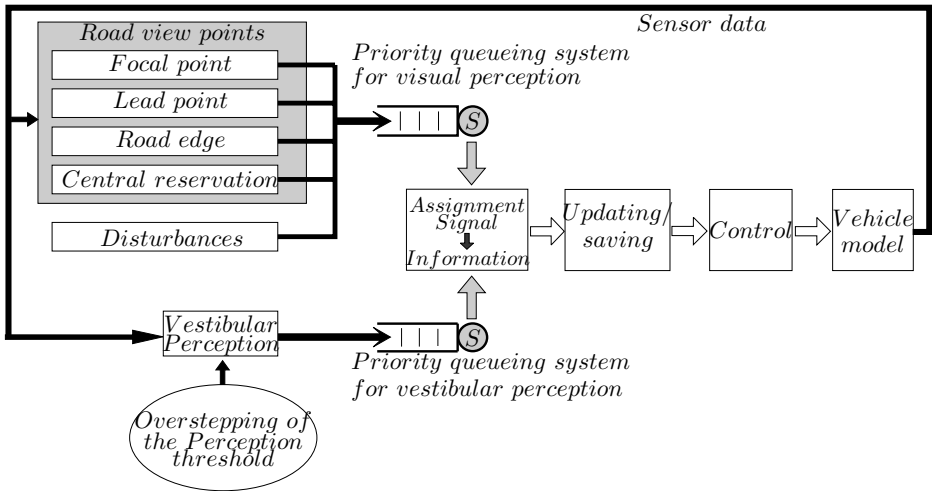 Sensor data
Road view points
Focal point
Lead point
Road edge
Central reservation
Disturbances
Priority queueing system
for visual perception
S
Assignment
Signal
Information
Updating/
saving
Control
Vehicle
model
Vestibular
Perception
S
Priority queueing system
for vestibular perception
Overstepping of
the Perception
threshold